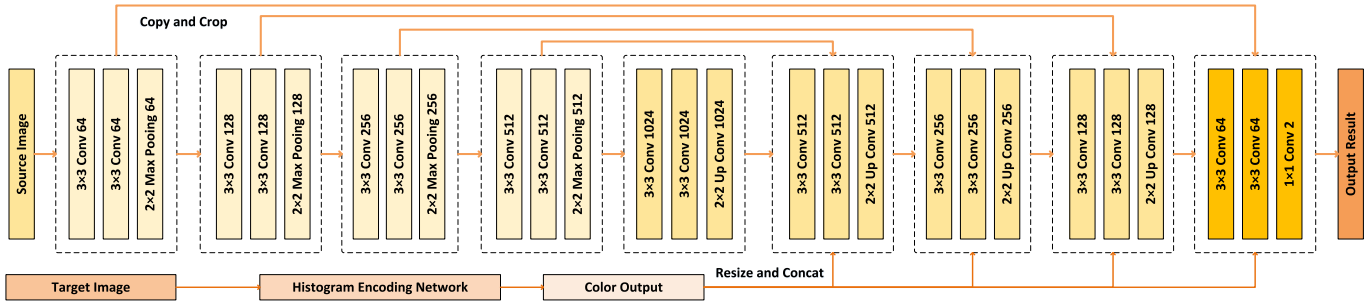 Copy and Crop
Source Image
3×3 Conv 64
3×3 Conv 64
2×2 Max Pooing 64
3×3 Conv 128
3×3 Conv 128
2×2 Max Pooing 128
3×3 Conv 256
3×3 Conv 256
2×2 Max Pooing 256
3×3 Conv 512
3×3 Conv 512
2×2 Max Pooing 512
3×3 Conv 1024
3×3 Conv 1024
2×2 Up Conv 1024
3×3 Conv 512
3×3 Conv 512
2×2 Up Conv 512
3×3 Conv 256
3×3 Conv 256
2×2 Up Conv 256
3×3 Conv 128
3×3 Conv 128
2×2 Up Conv 128
3×3 Conv 64
3×3 Conv 64
1×1 Conv 2
Output Result
Resize and Concat
Target Image
Histogram Encoding Network
Color Output